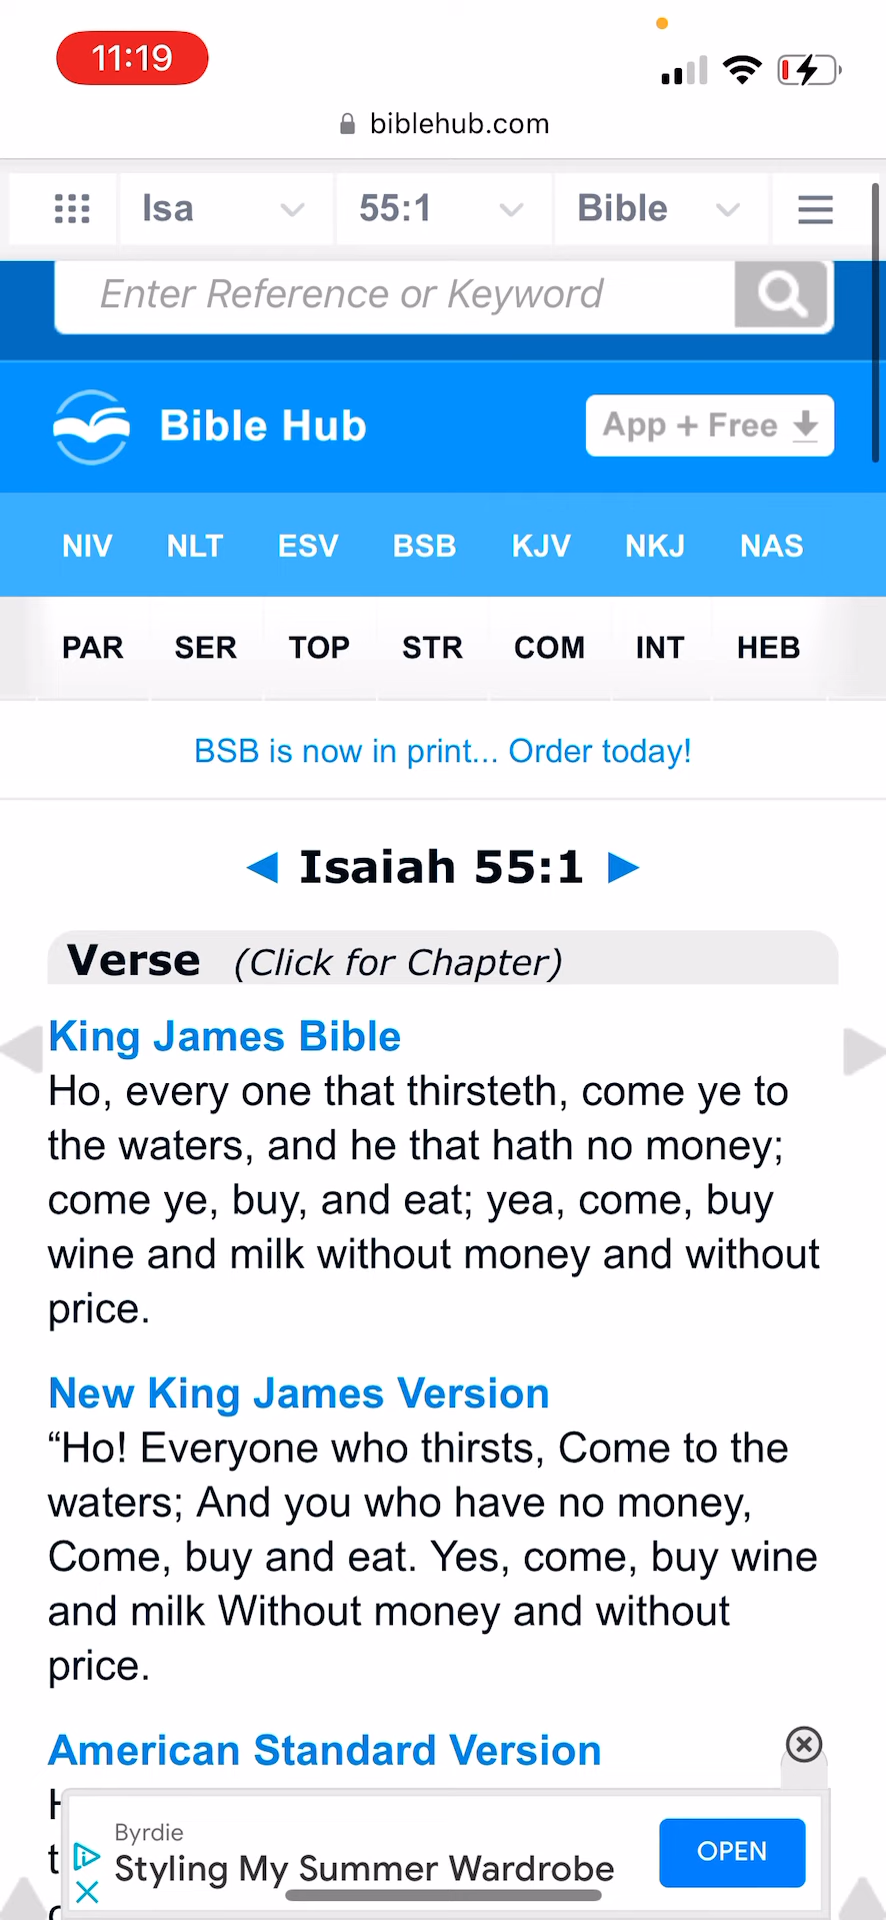 11:19
biblehub.com
Isa 55:1 Bible
Enter Reference or Keyword
Bible Hub App + Free
NIV NLT ESV BSB KJV NKJ NAS
PAR SER TOP STR COM INT HEB
BSB is now in print... Order today!
Isaiah 55:1
Verse (Click for Chapter)
King James Bible
Ho, every one that thirsteth, come ye to
the waters, and he that hath no money;
come ye, buy, and eat; yea, come, buy
wine and milk without money and without
price.
New King James Version
“Ho! Everyone who thirsts, Come to the
waters; And you who have no money,
Come, buy and eat. Yes, come, buy wine
and milk Without money and without
price.
American Standard Version
Byrdie
Styling My Summer Wardrobe
OPEN